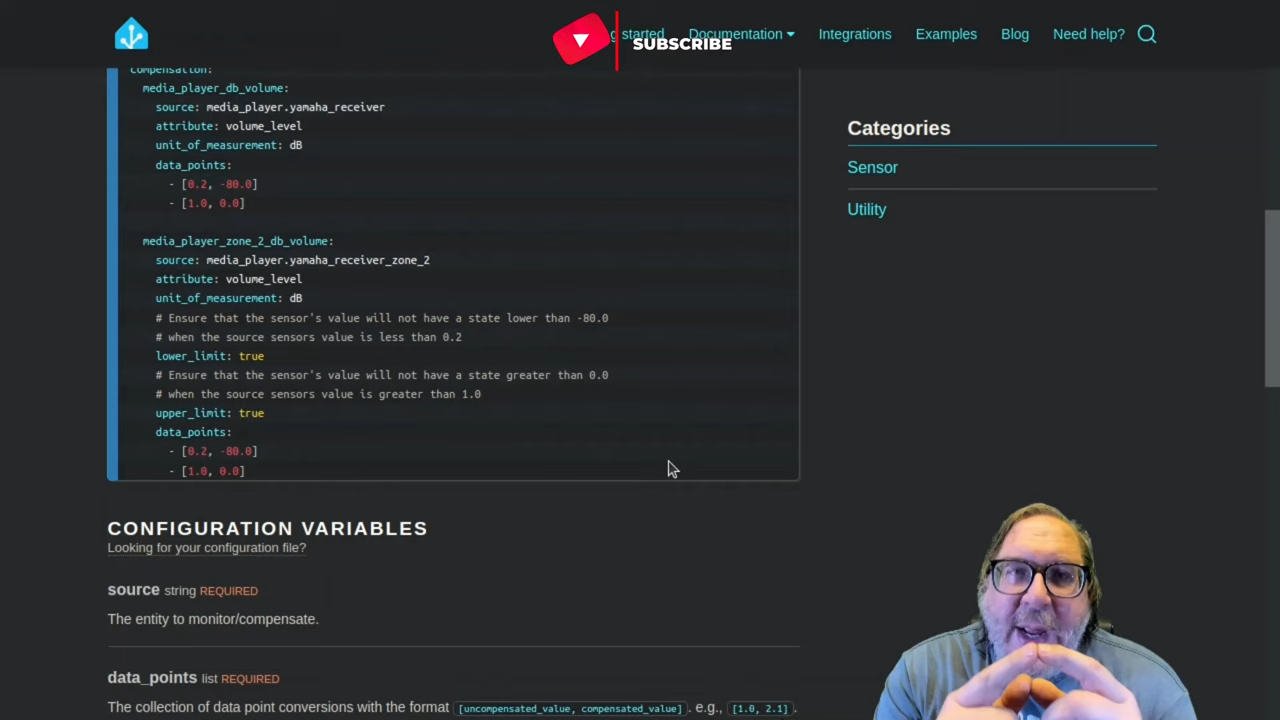 g started Documentation Integrations Examples Blog Need help?
SUBSCRIBE
compensation:
media_player_db_volume:
source: media_player.yamaha_receiver
attribute: volume_level
unit_of_measurement: dB
data_points:
- [0.2, -80.0]
- [1.0, 0.0]
media_player_zone_2_db_volume:
source: media_player.yamaha_receiver_zone_2
attribute: volume_level
unit_of_measurement: dB
# Ensure that the sensor's value will not have a state lower than -80.0
# when the source sensors value is less than 0.2
lower_limit: true
# Ensure that the sensor's value will not have a state greater than 0.0
# when the source sensors value is greater than 1.0
upper_limit: true
data_points:
- [0.2, -80.0]
- [1.0, 0.0]
Categories
Sensor
Utility
CONFIGURATION VARIABLES
Looking for your configuration file?
source string REQUIRED
The entity to monitor/compensate.
data_points list REQUIRED
The collection of data point conversions with the format [uncompensated_value, compensated_value]. e.g., [1.0, 2.1].